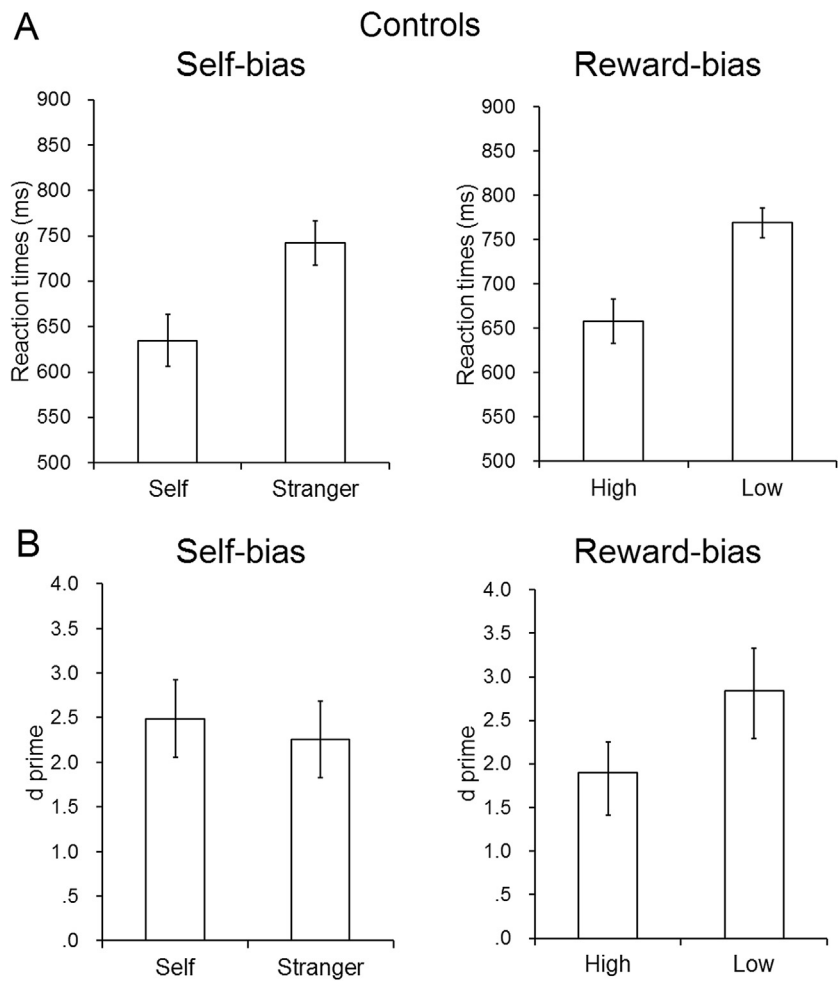 A
Controls
Self-bias
Reaction times (ms)
900
850
800
750
700
650
600
550
500
Self Stranger
Reward-bias
Reaction times (ms)
900
850
800
750
700
650
600
550
500
High Low
B
Self-bias
d prime
4.0
3.5
3.0
2.5
2.0
1.5
1.0
.5
.0
Self Stranger
Reward-bias
d prime
4.0
3.5
3.0
2.5
2.0
1.5
1.0
.5
.0
High Low